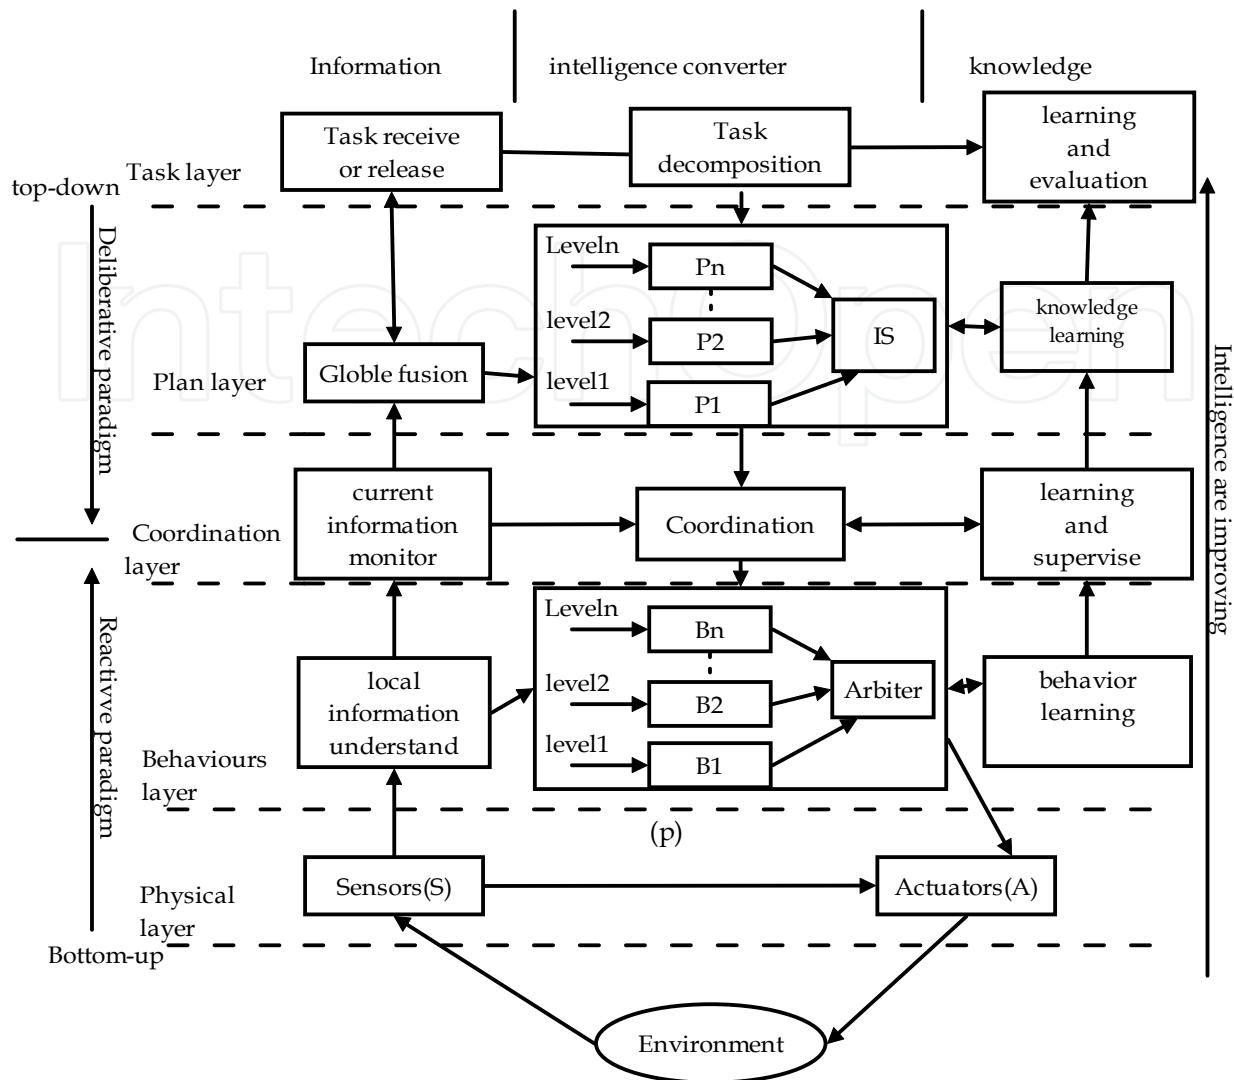 Information
intelligence converter
knowledge
Task receive
or release
Task
decomposition
learning
and
evaluation
Task layer
top-down
Deliberative paradigm
Leveln
Pn
level2
P2
level1
P1
IS
knowledge
learning
Globle fusion
Plan layer
Intelligence are improving
IntechOpen
current
information
monitor
Coordination
learning
and
supervise
Coordination
layer
Reactivve paradigm
Leveln
Bn
level2
B2
level1
B1
Arbiter
local
information
understand
behavior
learning
Behaviours
layer
(p)
Sensors(S)
Actuators(A)
Physical
layer
Bottom-up
Environment